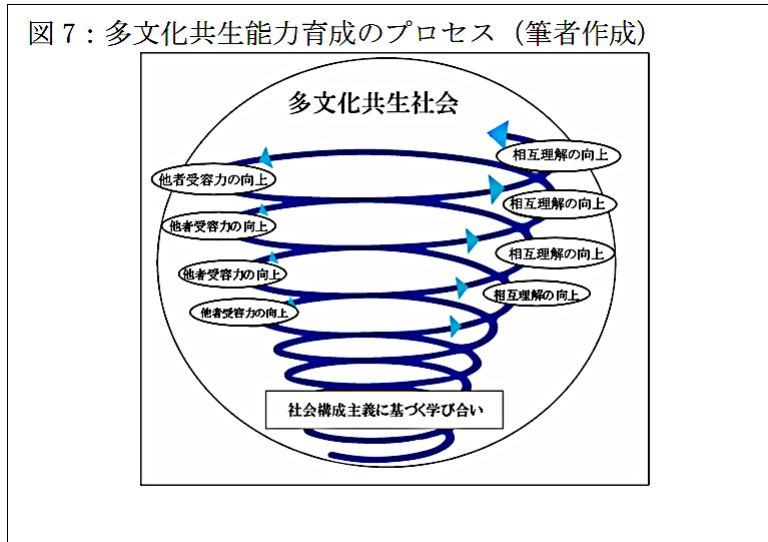 図7:多文化共生能力育成のプロセス(筆者作成)
多文化共生社会
相互理解の向上
他者受容力の向上
相互理解の向上
他者受容力の向上
相互理解の向上
他者受容力の向上
相互理解の向上
他者受容力の向上
社会構成主義に基づく学び合い